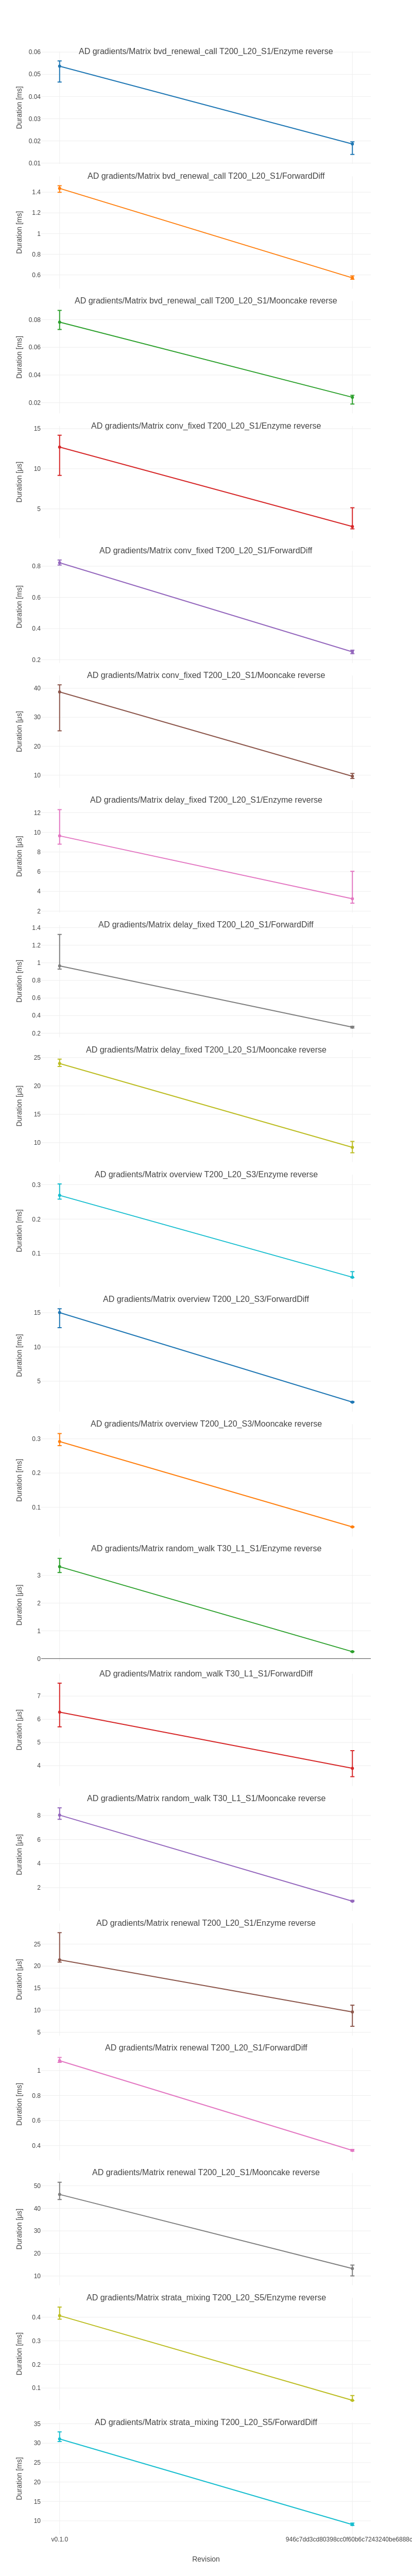 AD gradients/Matrix bvd_renewal_call T200_L20_S1/Enzyme reverse
0.06
0.05
0.04
0.03
0.02
0.01
Duration [ms]
AD gradients/Matrix bvd_renewal_call T200_L20_S1/ForwardDiff
1.4
1.2
1
0.8
0.6
Duration [ms]
AD gradients/Matrix bvd_renewal_call T200_L20_S1/Mooncake reverse
0.08
0.06
0.04
0.02
Duration [ms]
AD gradients/Matrix conv_fixed T200_L20_S1/Enzyme reverse
15
10
5
Duration [µs]
AD gradients/Matrix conv_fixed T200_L20_S1/ForwardDiff
0.8
0.6
0.4
0.2
Duration [ms]
AD gradients/Matrix conv_fixed T200_L20_S1/Mooncake reverse
40
30
20
10
Duration [µs]
AD gradients/Matrix delay_fixed T200_L20_S1/Enzyme reverse
12
10
8
6
4
2
Duration [µs]
AD gradients/Matrix delay_fixed T200_L20_S1/ForwardDiff
1.4
1.2
1
0.8
0.6
0.4
0.2
Duration [ms]
AD gradients/Matrix delay_fixed T200_L20_S1/Mooncake reverse
25
20
15
10
Duration [µs]
AD gradients/Matrix overview T200_L20_S3/Enzyme reverse
0.3
0.2
0.1
Duration [ms]
AD gradients/Matrix overview T200_L20_S3/ForwardDiff
15
10
5
Duration [ms]
AD gradients/Matrix overview T200_L20_S3/Mooncake reverse
0.3
0.2
0.1
Duration [ms]
AD gradients/Matrix random_walk T30_L1_S1/Enzyme reverse
3
2
1
0
Duration [µs]
AD gradients/Matrix random_walk T30_L1_S1/ForwardDiff
7
6
5
4
Duration [µs]
AD gradients/Matrix random_walk T30_L1_S1/Mooncake reverse
8
6
4
2
Duration [µs]
AD gradients/Matrix renewal T200_L20_S1/Enzyme reverse
25
20
15
10
5
Duration [µs]
AD gradients/Matrix renewal T200_L20_S1/ForwardDiff
1
0.8
0.6
0.4
Duration [ms]
AD gradients/Matrix renewal T200_L20_S1/Mooncake reverse
50
40
30
20
10
Duration [µs]
AD gradients/Matrix strata_mixing T200_L20_S5/Enzyme reverse
0.4
0.3
0.2
0.1
Duration [ms]
AD gradients/Matrix strata_mixing T200_L20_S5/ForwardDiff
35
30
25
20
15
10
Duration [ms]
v0.1.0
946c7dd3cd80398cc0f60b6c7243240be6888c
Revision